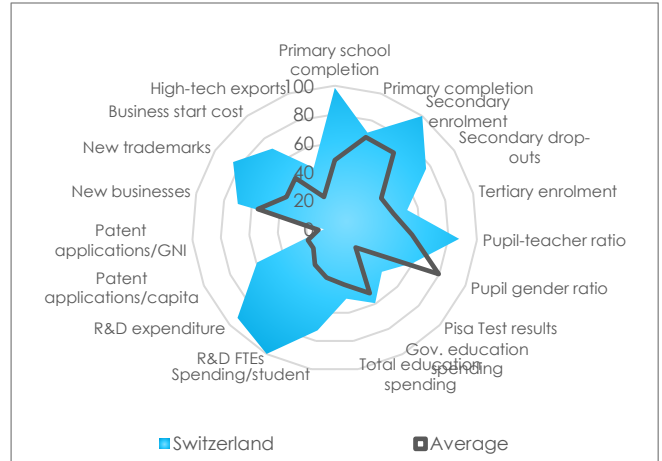 Primary school
completion
Primary completion
Secondary
enrolment
Secondary drop-
outs
Tertiary enrolment
Pupil-teacher ratio
Pupil gender ratio
Pisa Test results
Gov. education
spending
Total education
spending
Spending/student
R&D FTEs
R&D expenditure
Patent
applications/capita
Patent
applications/GNI
New businesses
New trademarks
Business start cost
High-tech exports
100
80
60
40
20
0
Switzerland
Average